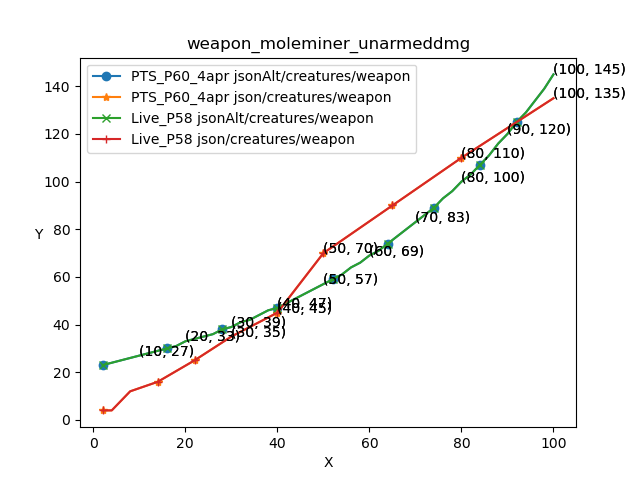 weapon_moleminer_unarmeddmg
PTS_P60_4apr jsonAlt/creatures/weapon
PTS_P60_4apr json/creatures/weapon
Live_P58 jsonAlt/creatures/weapon
Live_P58 json/creatures/weapon
(100, 145)
(100, 135)
(90, 120)
(80, 110)
(80, 100)
(70, 83)
(50, 70)
(60, 69)
(50, 57)
(40, 47)
(40, 45)
(30, 39)
(30, 35)
(20, 33)
(10, 27)
140
120
100
80
60
40
20
0
Y
0 20 40 60 80 100
X